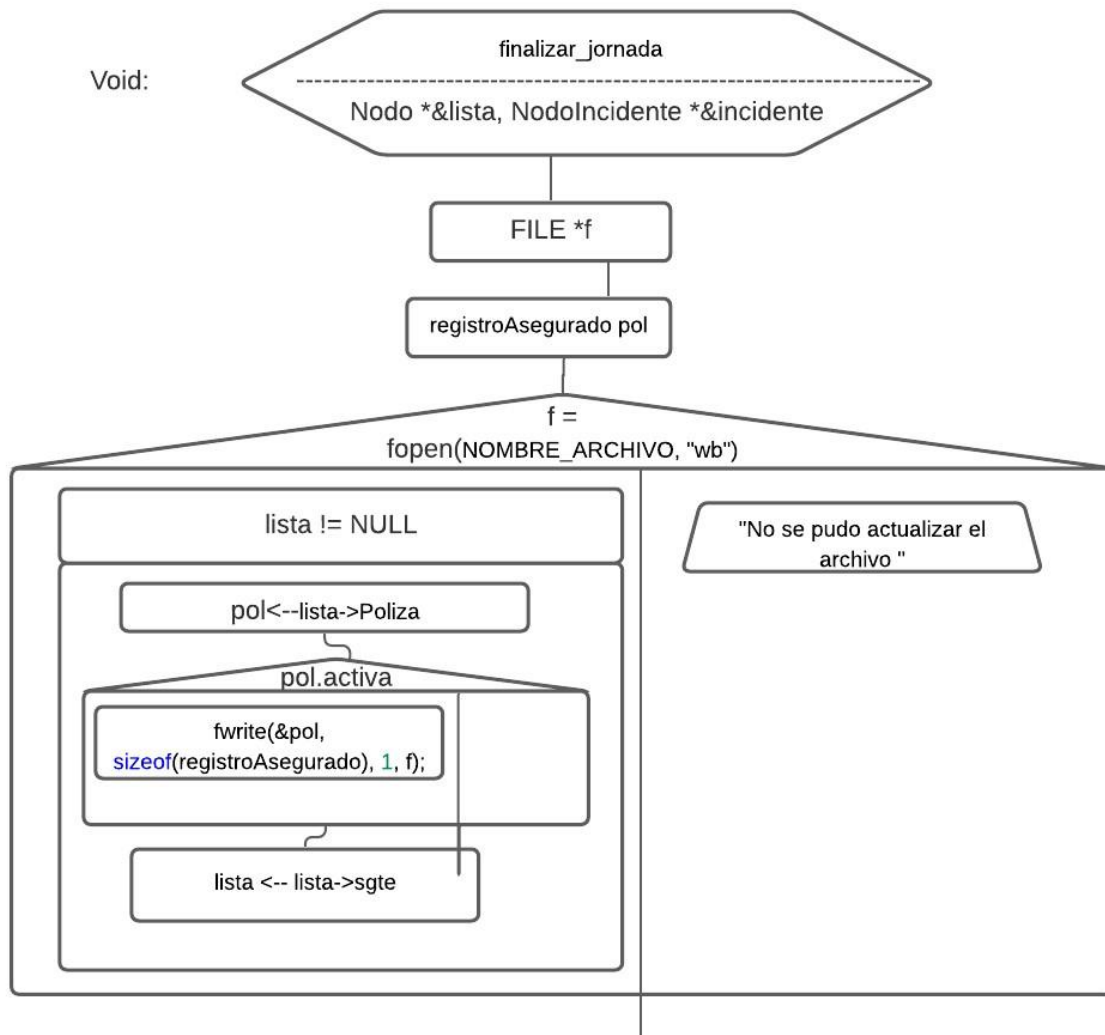 finalizar_jornada
Void:
Nodo *&lista, NodoIncidente *&incidente
FILE *f
registroAsegurado pol
f =
fopen(NOMBRE_ARCHIVO, "wb")
lista != NULL
"No se pudo actualizar el
archivo "
pol<--lista->Poliza
pol.activa
fwrite(&pol,
sizeof(registroAsegurado), 1, f);
lista <-- lista->sgte